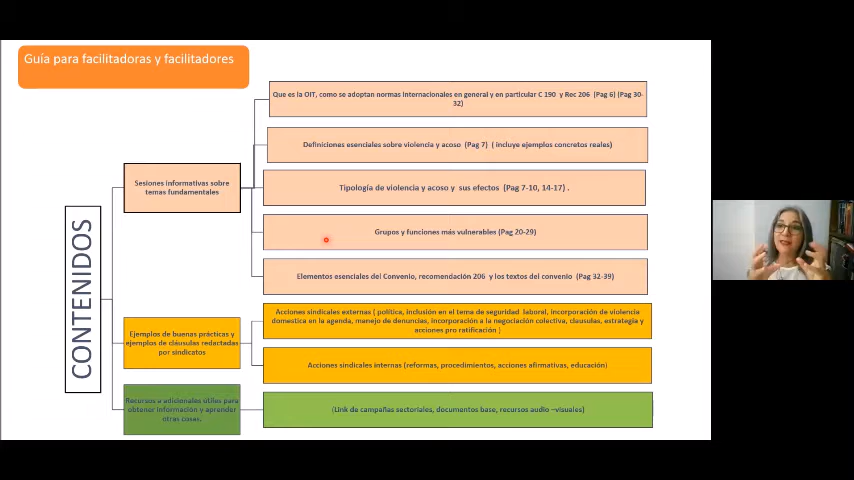 Guía para facilitadoras y facilitadores
CONTENIDOS
Sesiones informativas sobre
temas fundamentales
Que es la OIT, como se adoptan normas internacionales en general y en particular C 190 y Rec 206 (Pag 6) (Pag 30-
32)
Definiciones esenciales sobre violencia y acoso (Pag 7) ( incluye ejemplos concretos reales)
Tipología de violencia y acoso y sus efectos (Pag 7-10, 14-17) .
Grupos y funciones más vulnerables (Pag 20-29)
Elementos esenciales del Convenio, recomendación 206 y los textos del convenio (Pag 32-39)
Ejemplos de buenas prácticas y
ejemplos de cláusulas redactadas
por sindicatos
Acciones sindicales externas ( política, inclusión en el tema de seguridad laboral, incorporación de violencia
domestica en la agenda, manejo de denuncias, incorporación a la negociación colectiva, clausulas, estrategia y
acciones pro ratificación )
Acciones sindicales internas (reformas, procedimientos, acciones afirmativas, educación)
Recursos a adicionales útiles para
obtener información y aprender
otras cosas.
(Link de campañas sectoriales, documentos base, recursos audio –visuales)